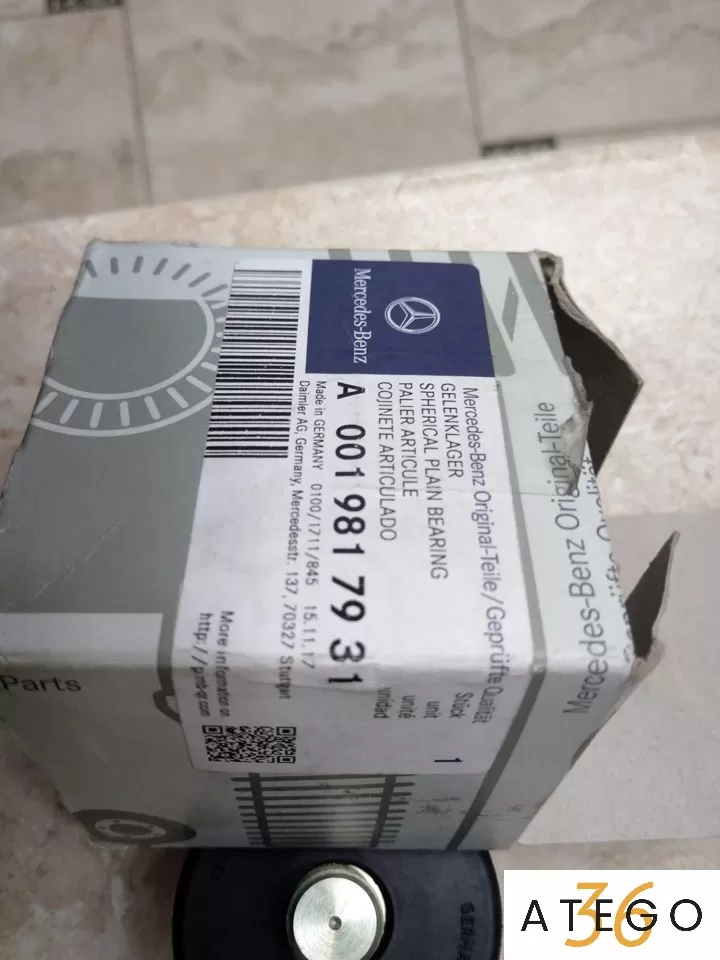 Mercedes-Benz
Mercedes-Benz Original-Teile/Geprüfte Qualität
GELENKLAGER
SPHERICAL PLAIN BEARING
PALIER ARTICULE
COJINETE ARTICULADO
Stück
unit
unité
unidad
1
A 001 981 79 31
Made in GERMANY 0100/1711/845 15.11.17
Daimler AG, Germany, Mercedesstr. 137, 70327 Stuttgart
More information on
Parts
Mercedes-Benz Original-Teile
ATEGO
36